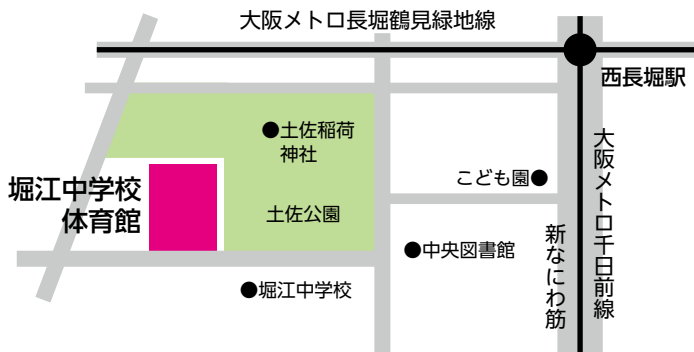 大阪メトロ長堀鶴見緑地線
西長堀駅
●土佐稲荷
神社
大阪メトロ千日前線
こども園●
堀江中学校
体育館
土佐公園
新なにわ筋
●中央図書館
●堀江中学校